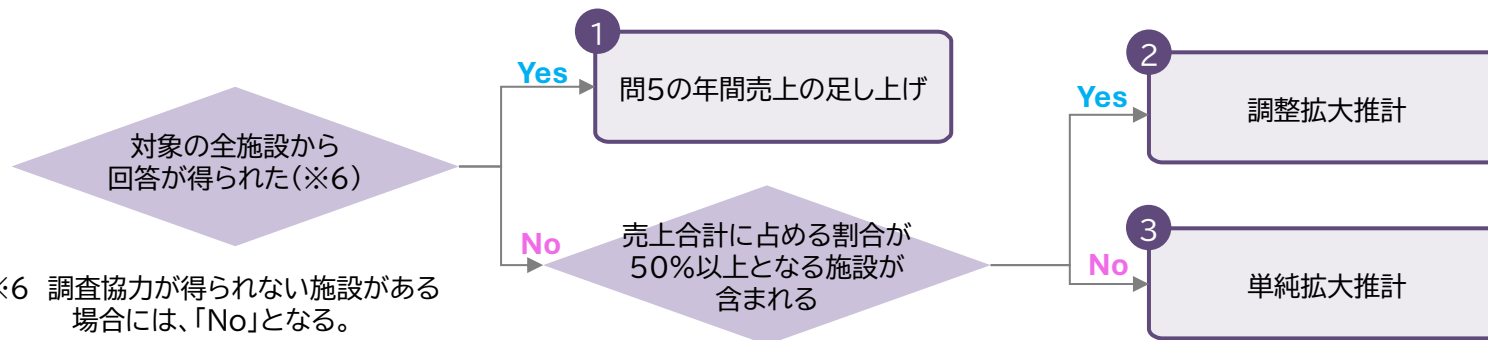 1
Yes
問5の年間売上の足し上げ
対象の全施設から
回答が得られた(※6)
No
売上合計に占める割合が
50%以上となる施設が
含まれる
2
Yes
調整拡大推計
3
No
単純拡大推計
※6 調査協力が得られない施設がある
場合には、「No」となる。